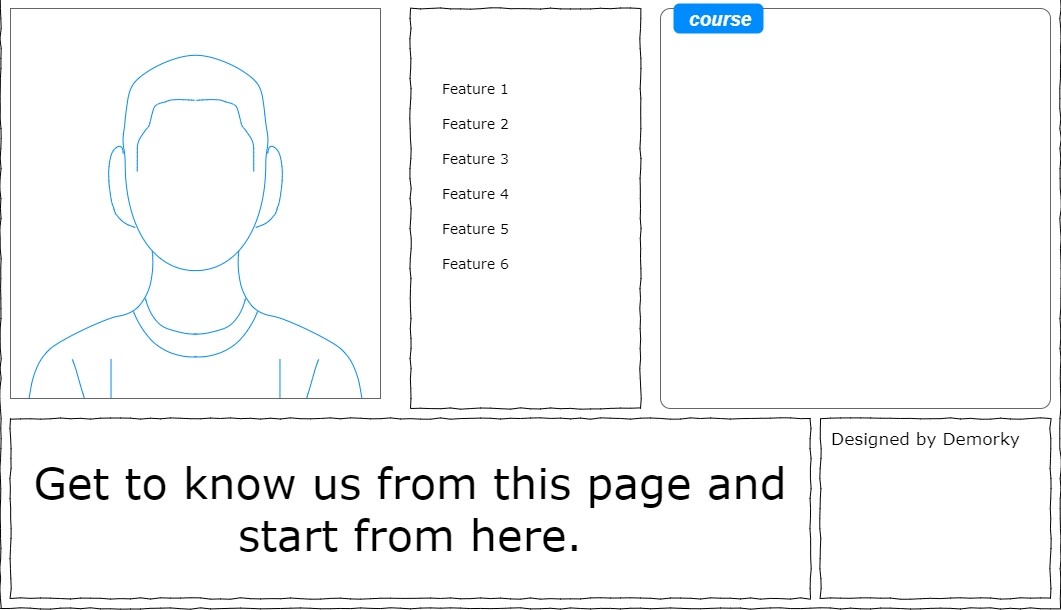 course
Feature 1
Feature 2
Feature 3
Feature 4
Feature 5
Feature 6
Get to know us from this page and
start from here.
Designed by Demorky